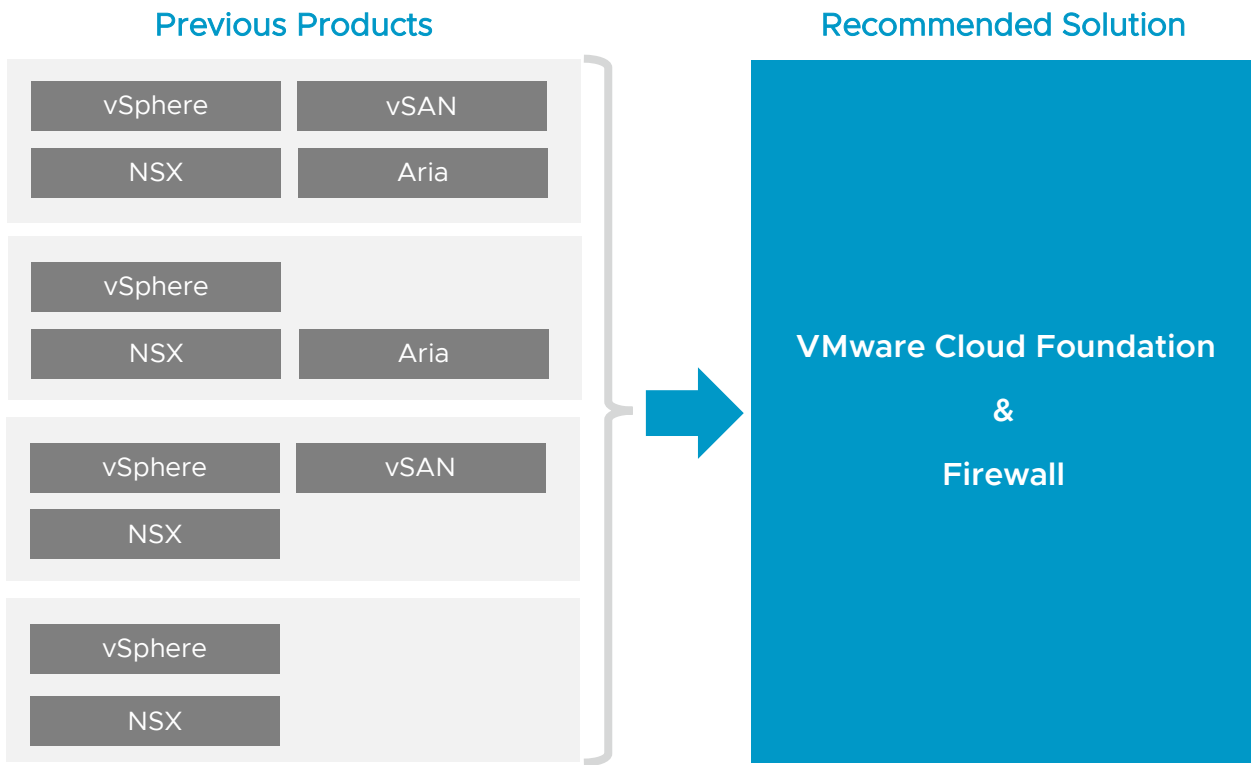 Previous Products
Recommended Solution
vSphere
vSAN
NSX
Aria
vSphere
NSX
Aria
vSphere
vSAN
NSX
vSphere
NSX
VMware Cloud Foundation
&
Firewall